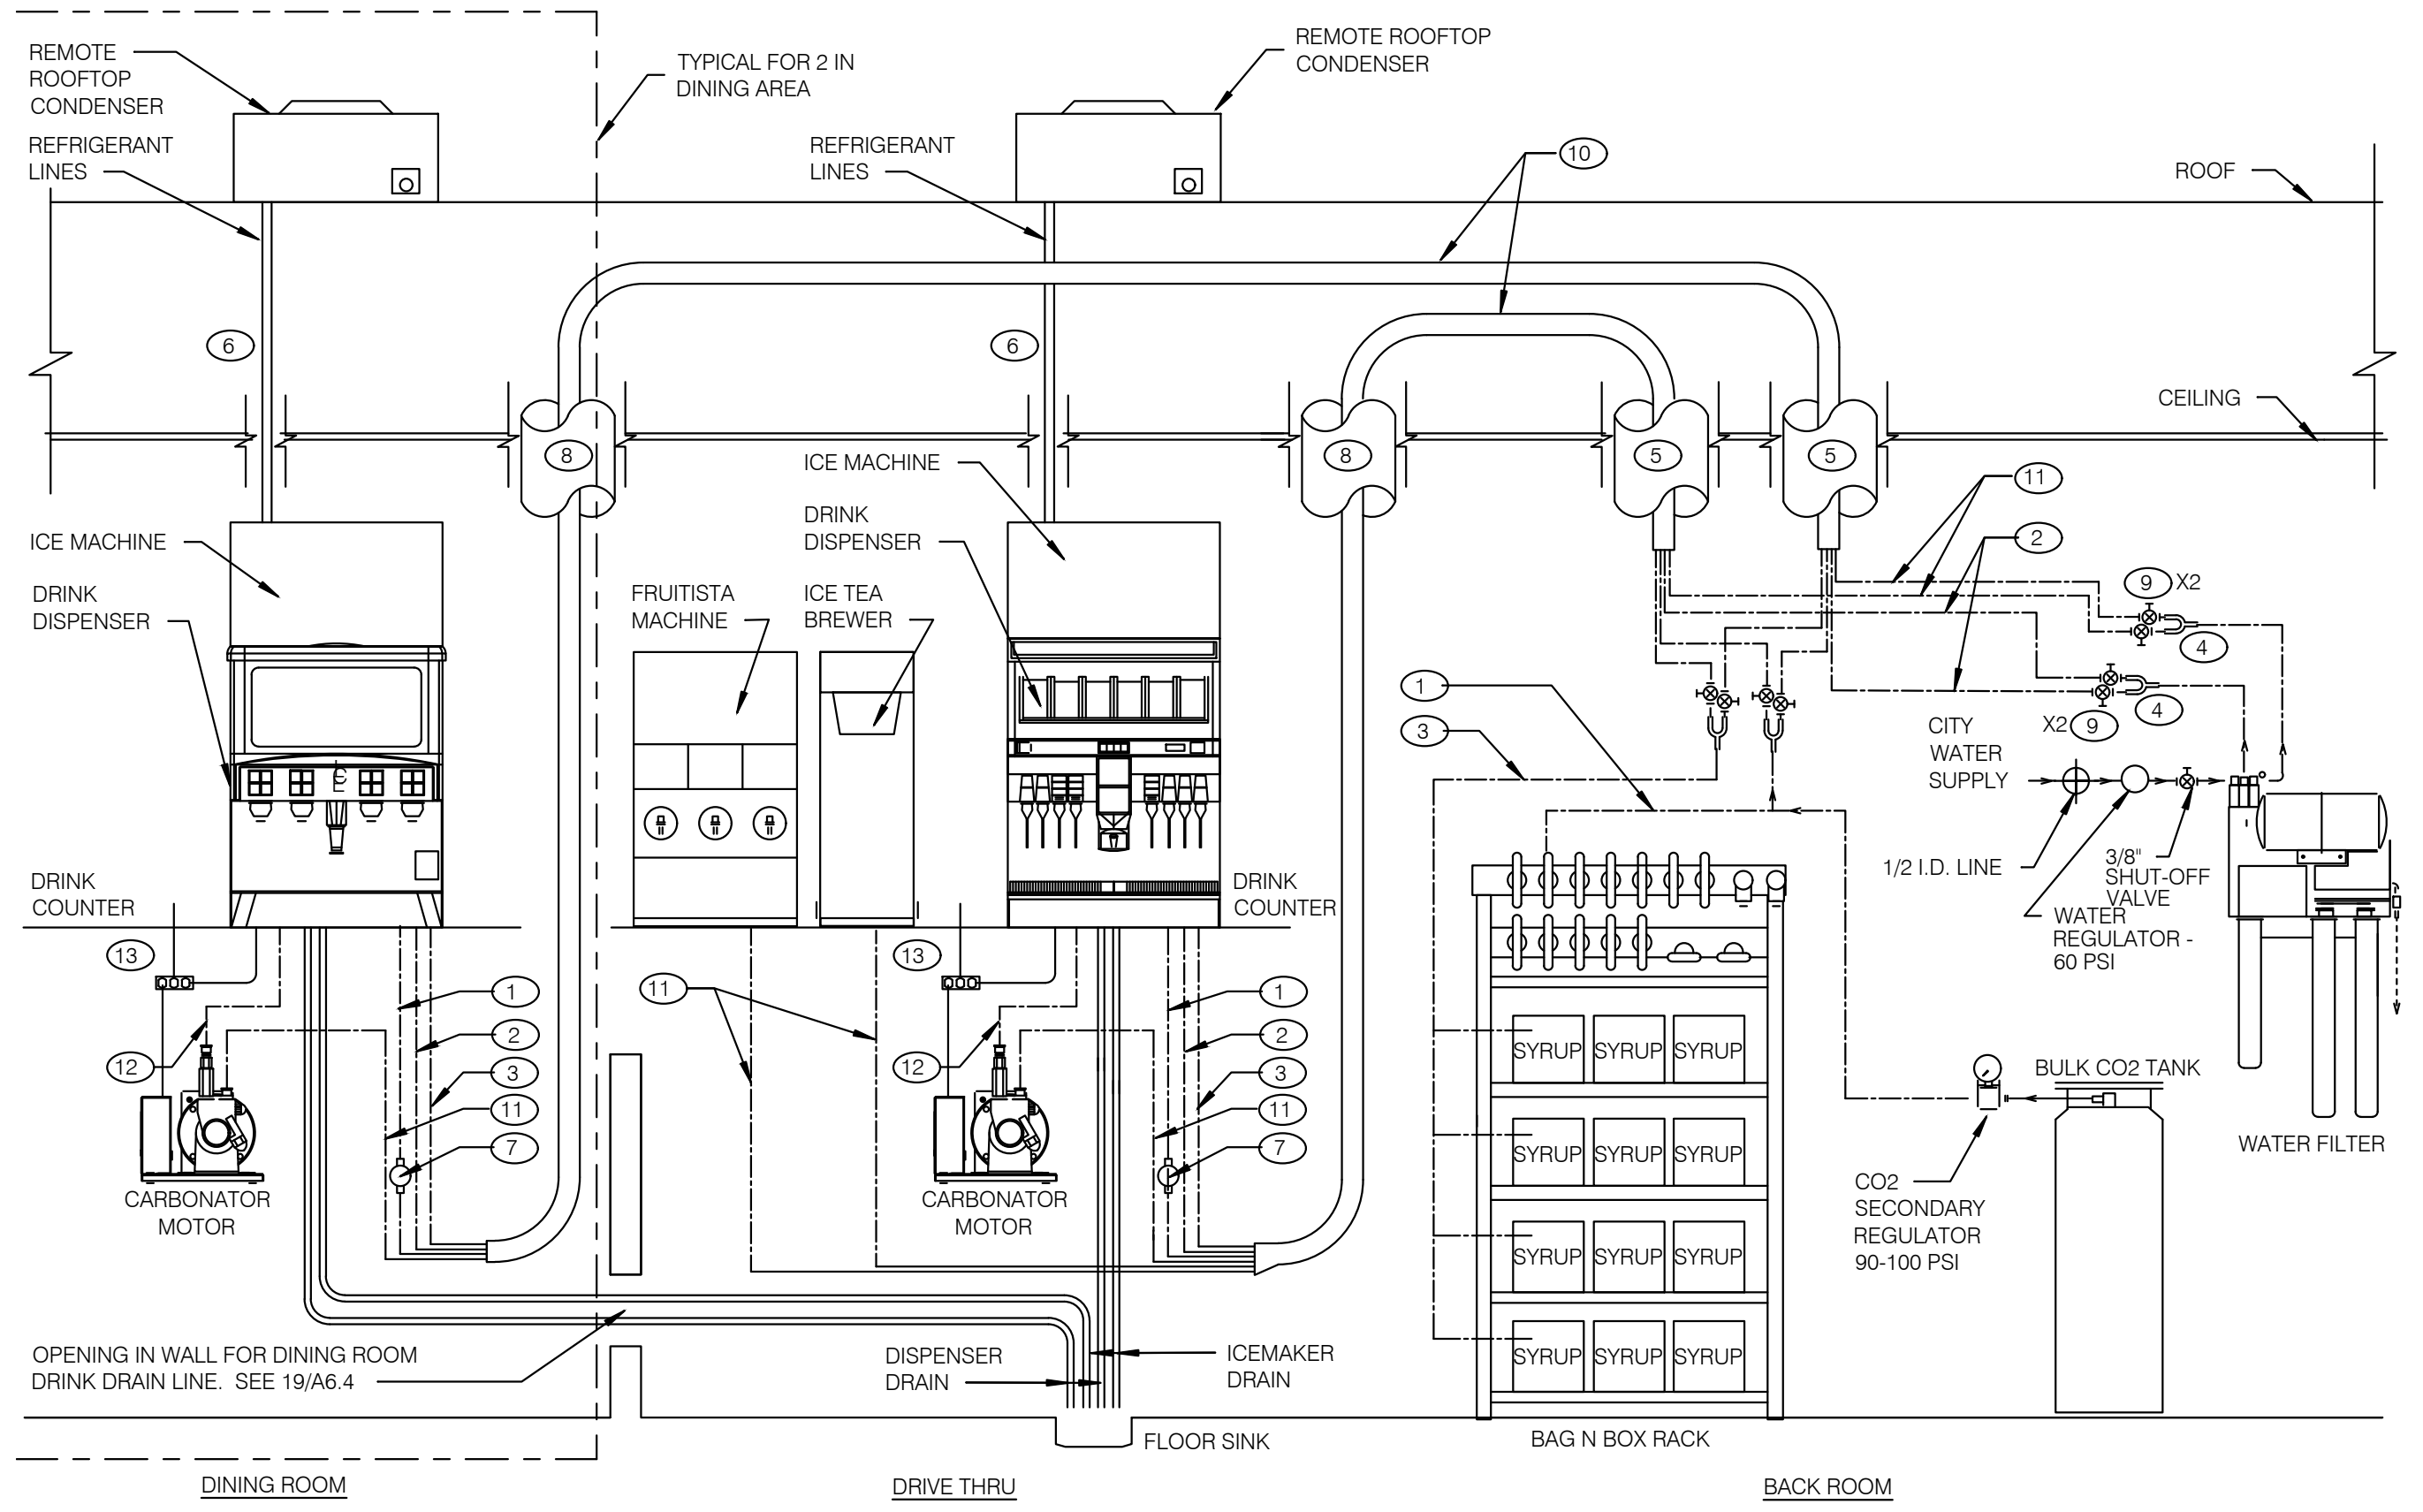 REMOTE
ROOFTOP
CONDENSER
TYPICAL FOR 2 IN
DINING AREA
REMOTE ROOFTOP
CONDENSER
REFRIGERANT
LINES
REFRIGERANT
LINES
10
ROOF
6
6
CEILING
8
8
5
5
11
2
ICE MACHINE
DRINK
DISPENSER
ICE MACHINE
DRINK
DISPENSER
FRUITISTA
MACHINE
ICE TEA
BREWER
9 X2
4
1
3
4
X2 9
CITY
WATER
SUPPLY
1/2 I.D. LINE
3/8"
SHUT-OFF
VALVE
WATER
REGULATOR -
60 PSI
DRINK
COUNTER
DRINK
COUNTER
13
13
1
2
3
11
7
12
11
12
1
2
3
11
7
CARBONATOR
MOTOR
CARBONATOR
MOTOR
SYRUP SYRUP SYRUP
SYRUP SYRUP SYRUP
SYRUP SYRUP SYRUP
SYRUP SYRUP SYRUP
BULK CO2 TANK
WATER FILTER
CO2
SECONDARY
REGULATOR
90-100 PSI
OPENING IN WALL FOR DINING ROOM
DRINK DRAIN LINE. SEE 19/A6.4
DISPENSER
DRAIN
ICEMAKER
DRAIN
FLOOR SINK
BAG N BOX RACK
DINING ROOM
DRIVE THRU
BACK ROOM